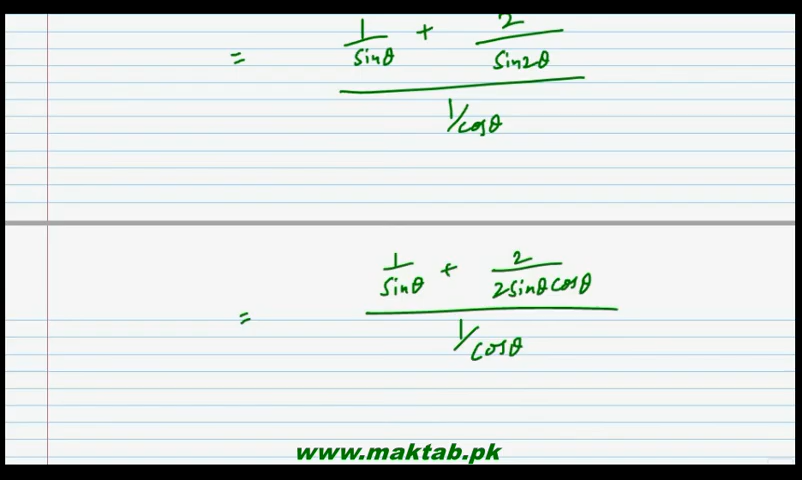 1/sinθ + 2/sin2θ
=
1/cosθ
1/sinθ + 2/2sinθcosθ
=
1/cosθ
www.maktab.pk